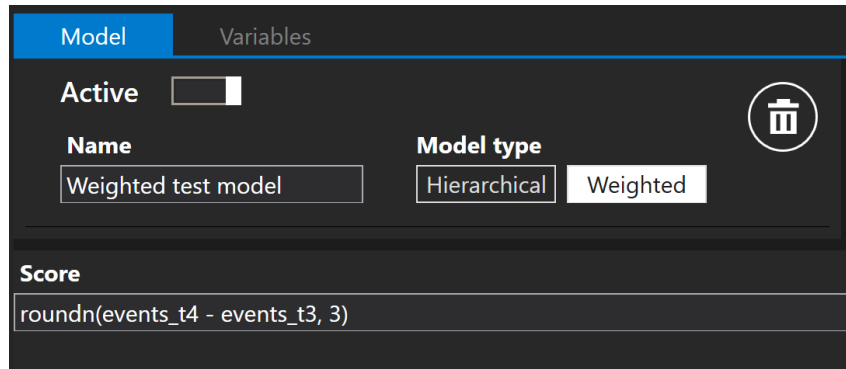 Model Variables
Active
Name Model type
Weighted test model Hierarchical Weighted
Score
roundn(events_t4 - events_t3, 3)